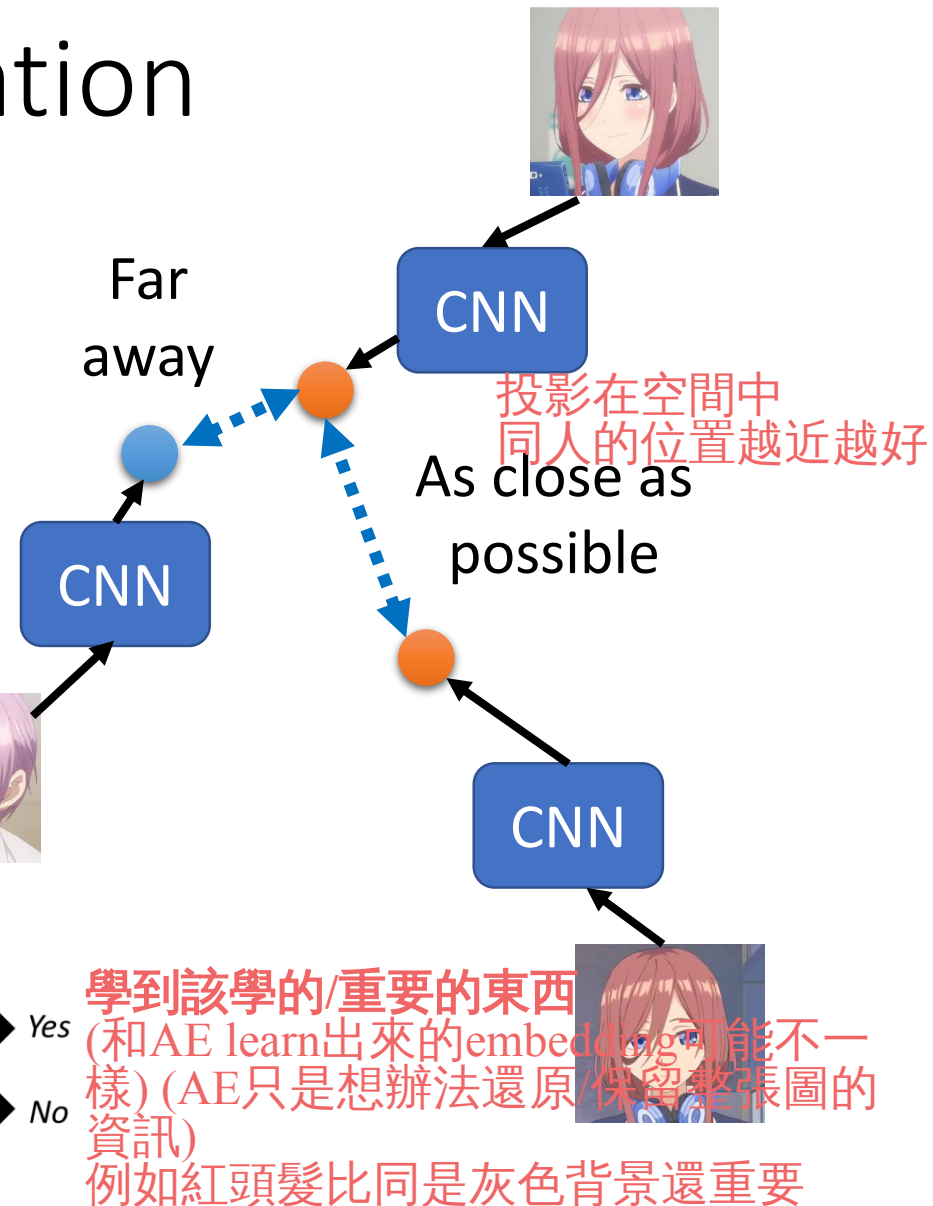 ation
Far
away
CNN
投影在空間中
同人的位置越近越好
As close as
possible
CNN
CNN
Yes
No
學到該學的/重要的東西
(和AE learn出來的embedding可能不一
樣) (AE只是想辦法還原/保留整張圖的
資訊)
例如紅頭髮比同是灰色背景還重要